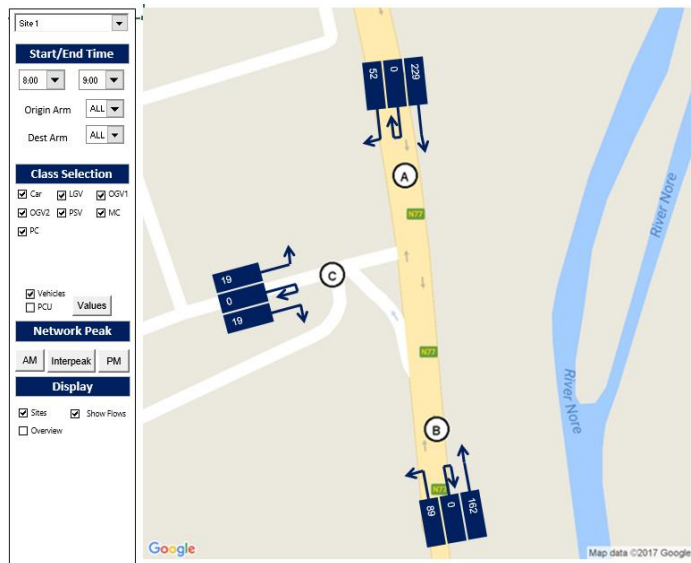 Site 1
Start/End Time
8:00 9:00
Origin Arm ALL
Dest Arm ALL
Class Selection
Car LGV OGV1
OGV2 PSV MC
PC
Vehicles
PCU Values
Network Peak
AM Interpeak PM
Display
Sites Show Flows
Overview
52 0 229
A
N77
River Nore
C
19
0
19
N77
River Nore
B
N77
89 0 162
Google
Map data ©2017 Google